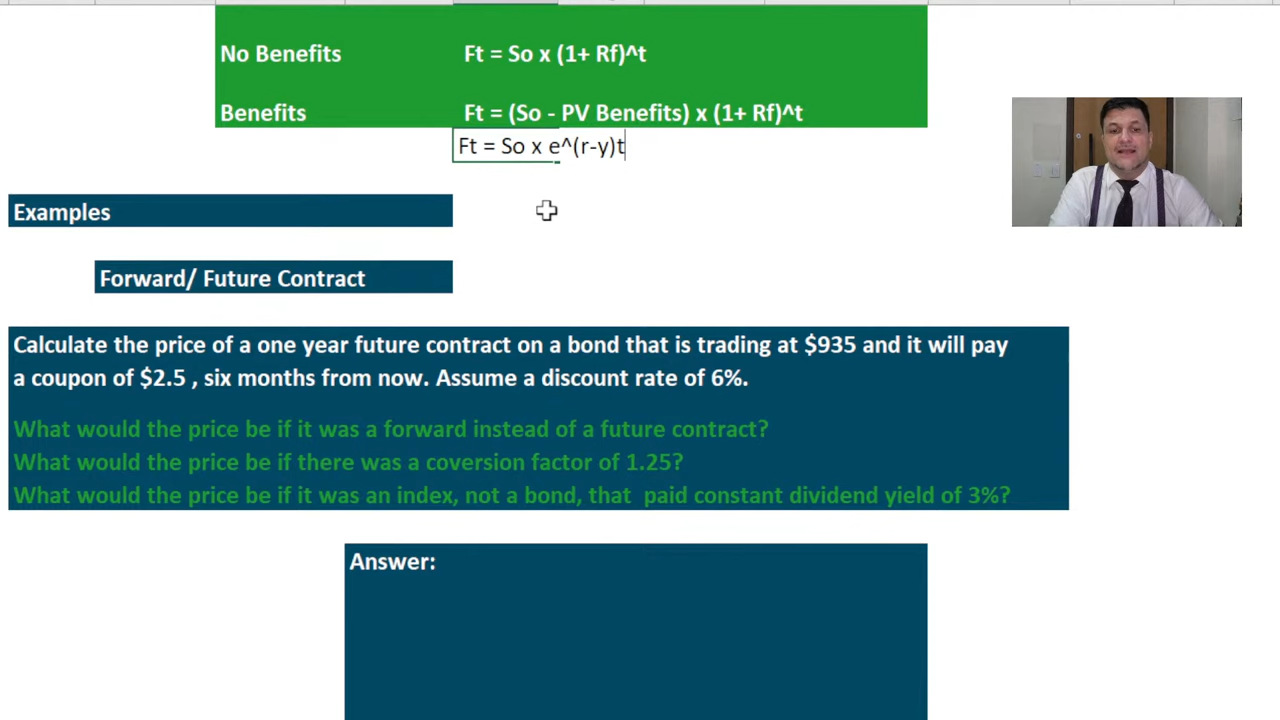 No Benefits Ft = So x (1+ Rf)^t
Benefits Ft = (So - PV Benefits) x (1+ Rf)^t
Ft = So x e^(r-y)t
Examples
Forward/ Future Contract
Calculate the price of a one year future contract on a bond that is trading at $935 and it will pay
a coupon of $2.5 , six months from now. Assume a discount rate of 6%.
What would the price be if it was a forward instead of a future contract?
What would the price be if there was a coversion factor of 1.25?
What would the price be if it was an index, not a bond, that paid constant dividend yield of 3%?
Answer: